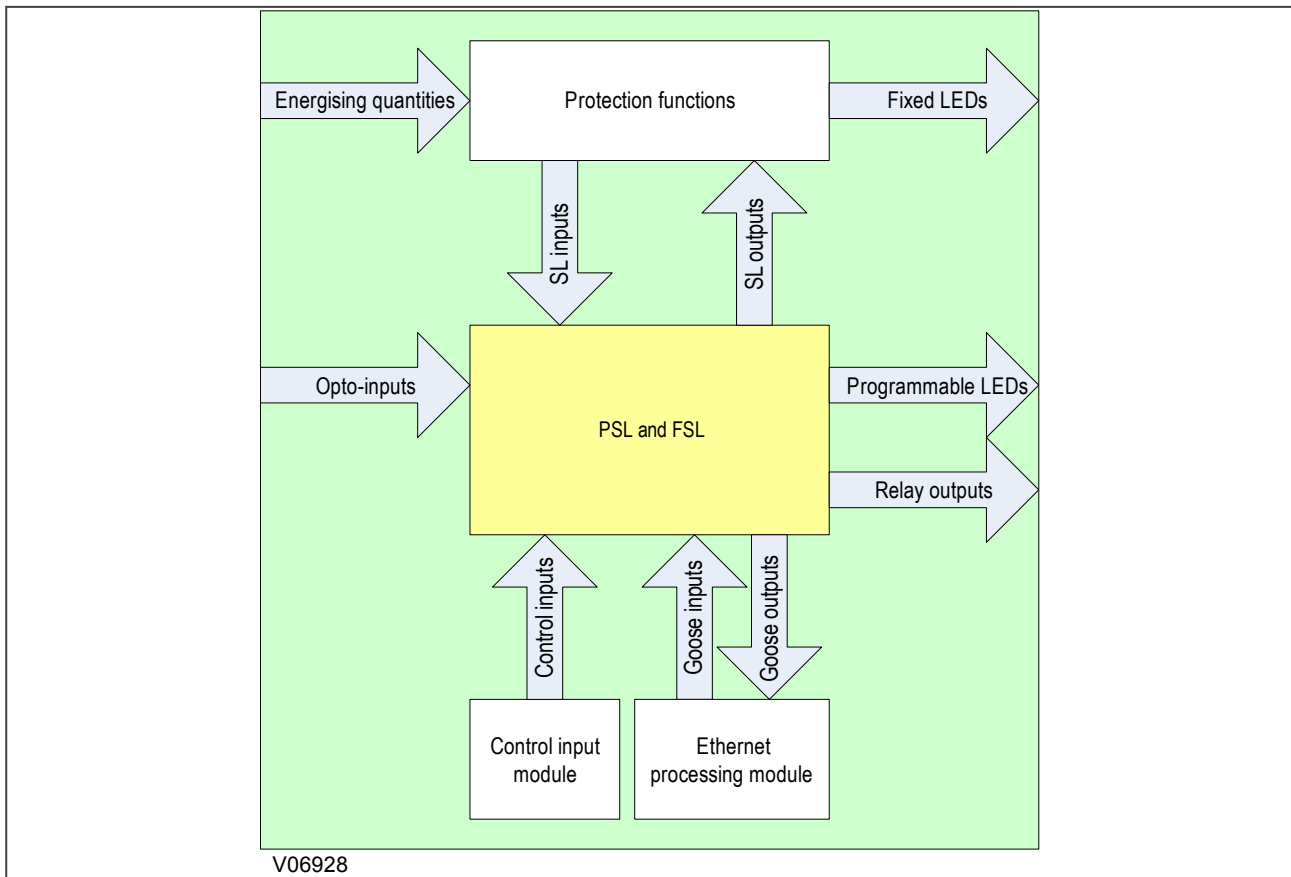 Energising quantities
Protection functions
Fixed LEDs
SL inputs
SL outputs
Opto-inputs
PSL and FSL
Programmable LEDs
Relay outputs
Control inputs
Goose inputs
Goose outputs
Control input
module
Ethernet
processing module
V06928